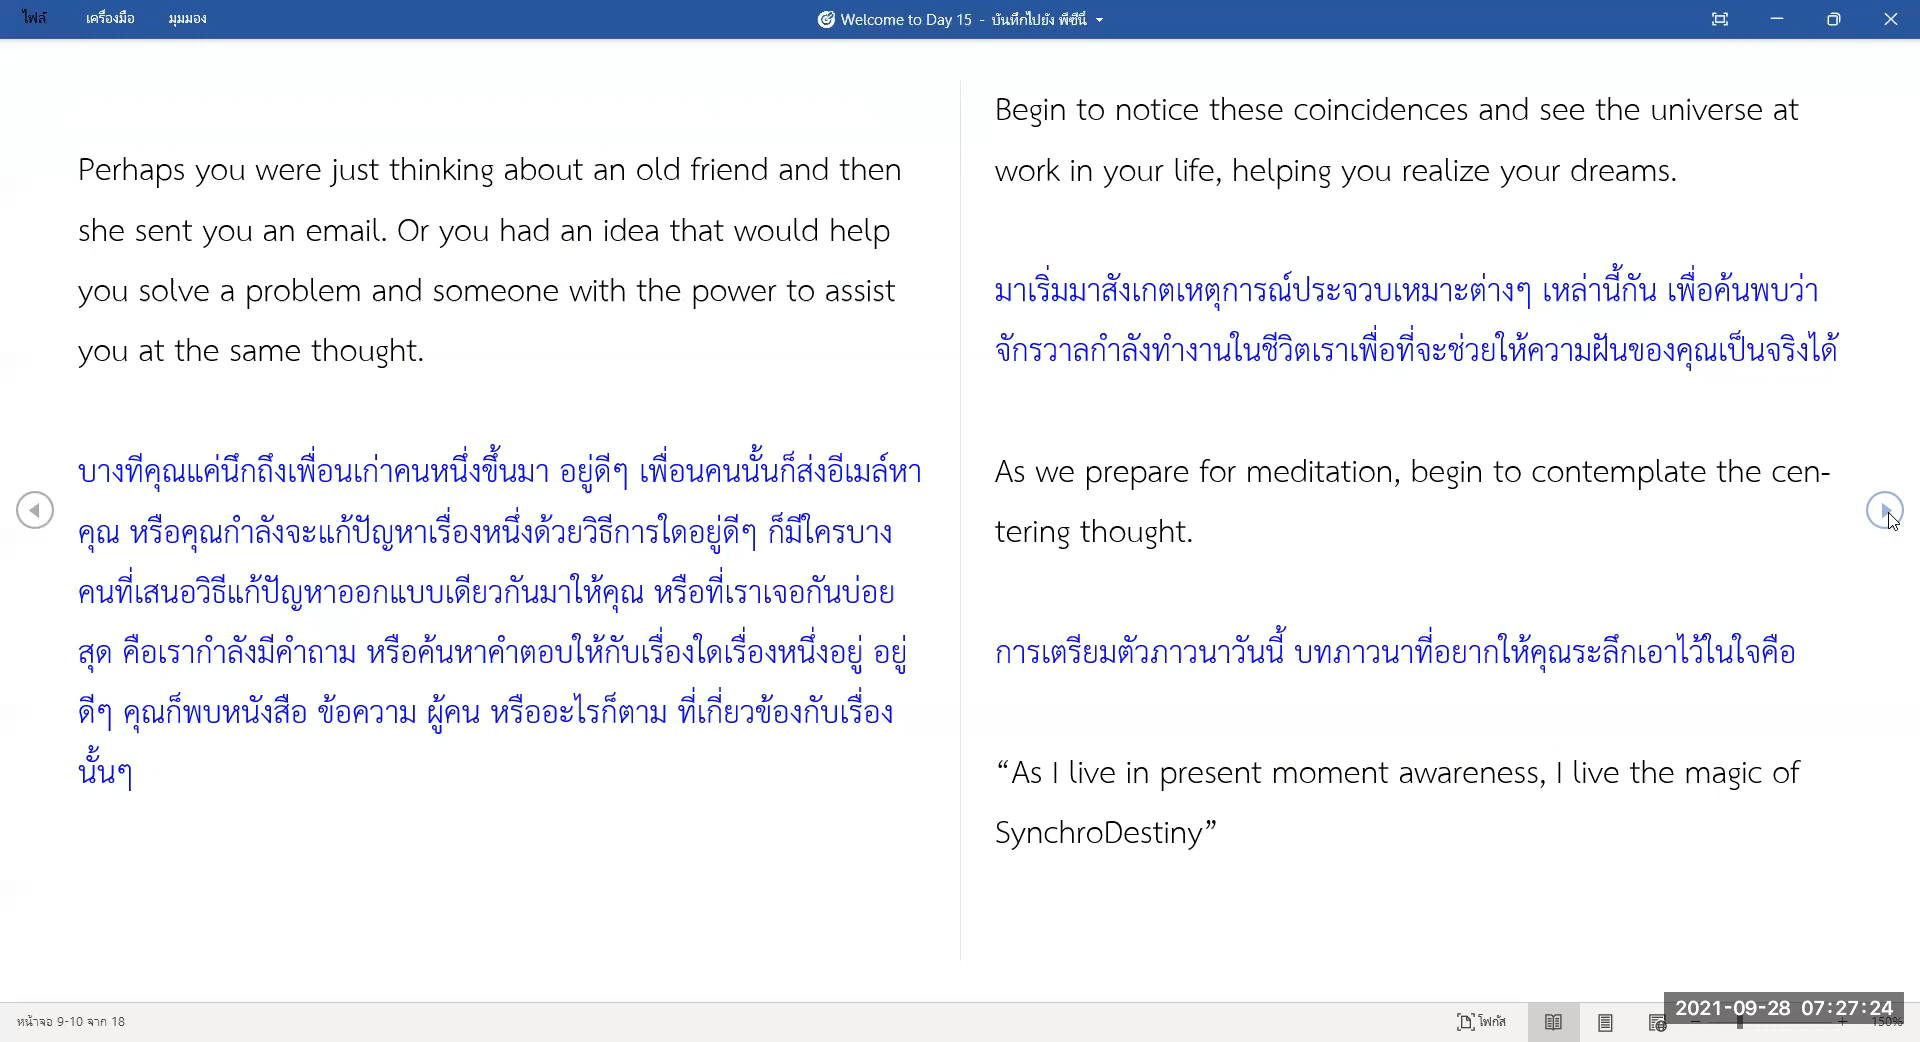 ไฟล์ เครื่องมือ มุมมอง
Welcome to Day 15 - บันทึกไปยัง พีซีนี้
Perhaps you were just thinking about an old friend and then
she sent you an email. Or you had an idea that would help
you solve a problem and someone with the power to assist
you at the same thought.
บางทีคุณแค่นึกถึงเพื่อนเก่าคนหนึ่งขึ้นมา อยู่ดีๆ เพื่อนคนนั้นก็ส่งอีเมล์หา
คุณ หรือคุณกำลังจะแก้ปัญหาเรื่องหนึ่งด้วยวิธีการใดอยู่ดีๆ ก็มีใครบาง
คนที่เสนอวิธีแก้ปัญหาออกแบบเดียวกันมาให้คุณ หรือที่เราเจอกันบ่อย
สุด คือเรากำลังมีคำถาม หรือค้นหาคำตอบให้กับเรื่องใดเรื่องหนึ่งอยู่ อยู่
ดีๆ คุณก็พบหนังสือ ข้อความ ผู้คน หรืออะไรก็ตาม ที่เกี่ยวข้องกับเรื่อง
นั้นๆ
Begin to notice these coincidences and see the universe at
work in your life, helping you realize your dreams.
มาเริ่มมาสังเกตเหตุการณ์ประจวบเหมาะต่างๆ เหล่านี้กัน เพื่อค้นพบว่า
จักรวาลกำลังทำงานในชีวิตเราเพื่อที่จะช่วยให้ความฝันของคุณเป็นจริงได้
As we prepare for meditation, begin to contemplate the cen-
tering thought.
การเตรียมตัวภาวนาวันนี้ บทภาวนาที่อยากให้คุณระลึกเอาไว้ในใจคือ
“As I live in present moment awareness, I live the magic of
SynchroDestiny”
หน้าจอ 9-10 จาก 18
โฟกัส
2021-09-28 07:27:24
150%